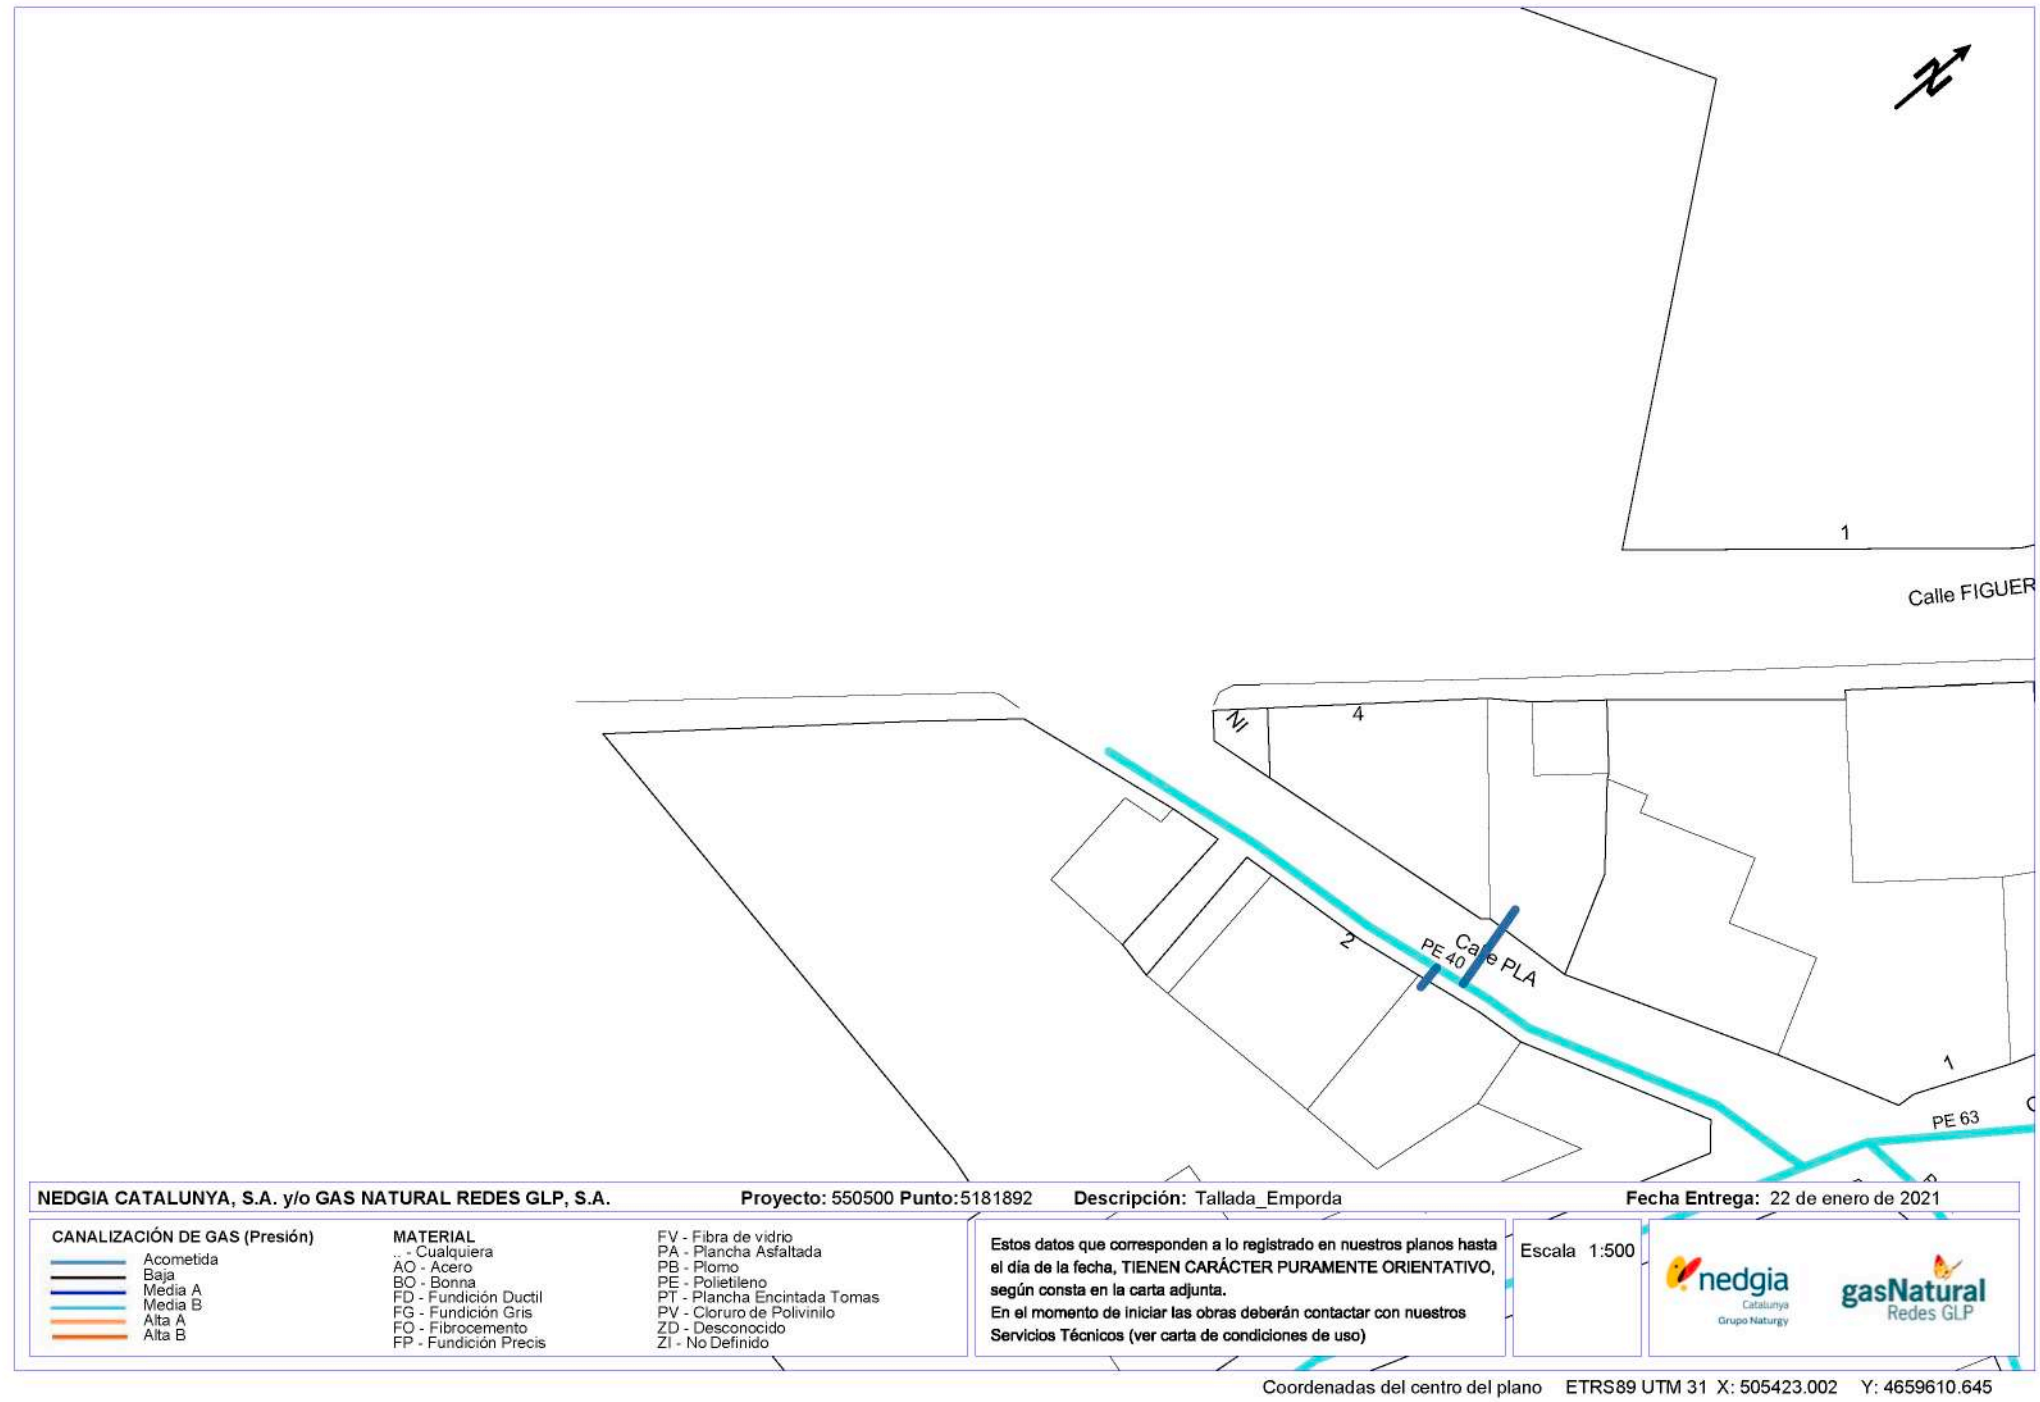 1
Calle FIGUER
NI
4
2
PE 40
Calle PLA
1
PE 63
NEDGIA CATALUNYA, S.A. y/o GAS NATURAL REDES GLP, S.A.
Proyecto: 550500 Punto:5181892
Descripción: Tallada_Emporda
Fecha Entrega: 22 de enero de 2021
CANALIZACIÓN DE GAS (Presión)
Acometida
Baja
Media A
Media B
Alta A
Alta B
MATERIAL
.. - Cualquiera
AO - Acero
BO - Bonna
FD - Fundición Ductil
FG - Fundición Gris
FO - Fibrocemento
FP - Fundición Precis
FV - Fibra de vidrio
PA - Plancha Asfaltada
PB - Plomo
PE - Polietileno
PT - Plancha Encintada Tomas
PV - Cloruro de Polivinilo
ZD - Desconocido
ZI - No Definido
Estos datos que corresponden a lo registrado en nuestros planos hasta
el día de la fecha, TIENEN CARÁCTER PURAMENTE ORIENTATIVO,
según consta en la carta adjunta.
En el momento de iniciar las obras deberán contactar con nuestros
Servicios Técnicos (ver carta de condiciones de uso)
Escala 1:500
nedgia
Catalunya
Grupo Naturgy
gasNatural
Redes GLP
Coordenadas del centro del plano ETRS89 UTM 31 X: 505423.002 Y: 4659610.645